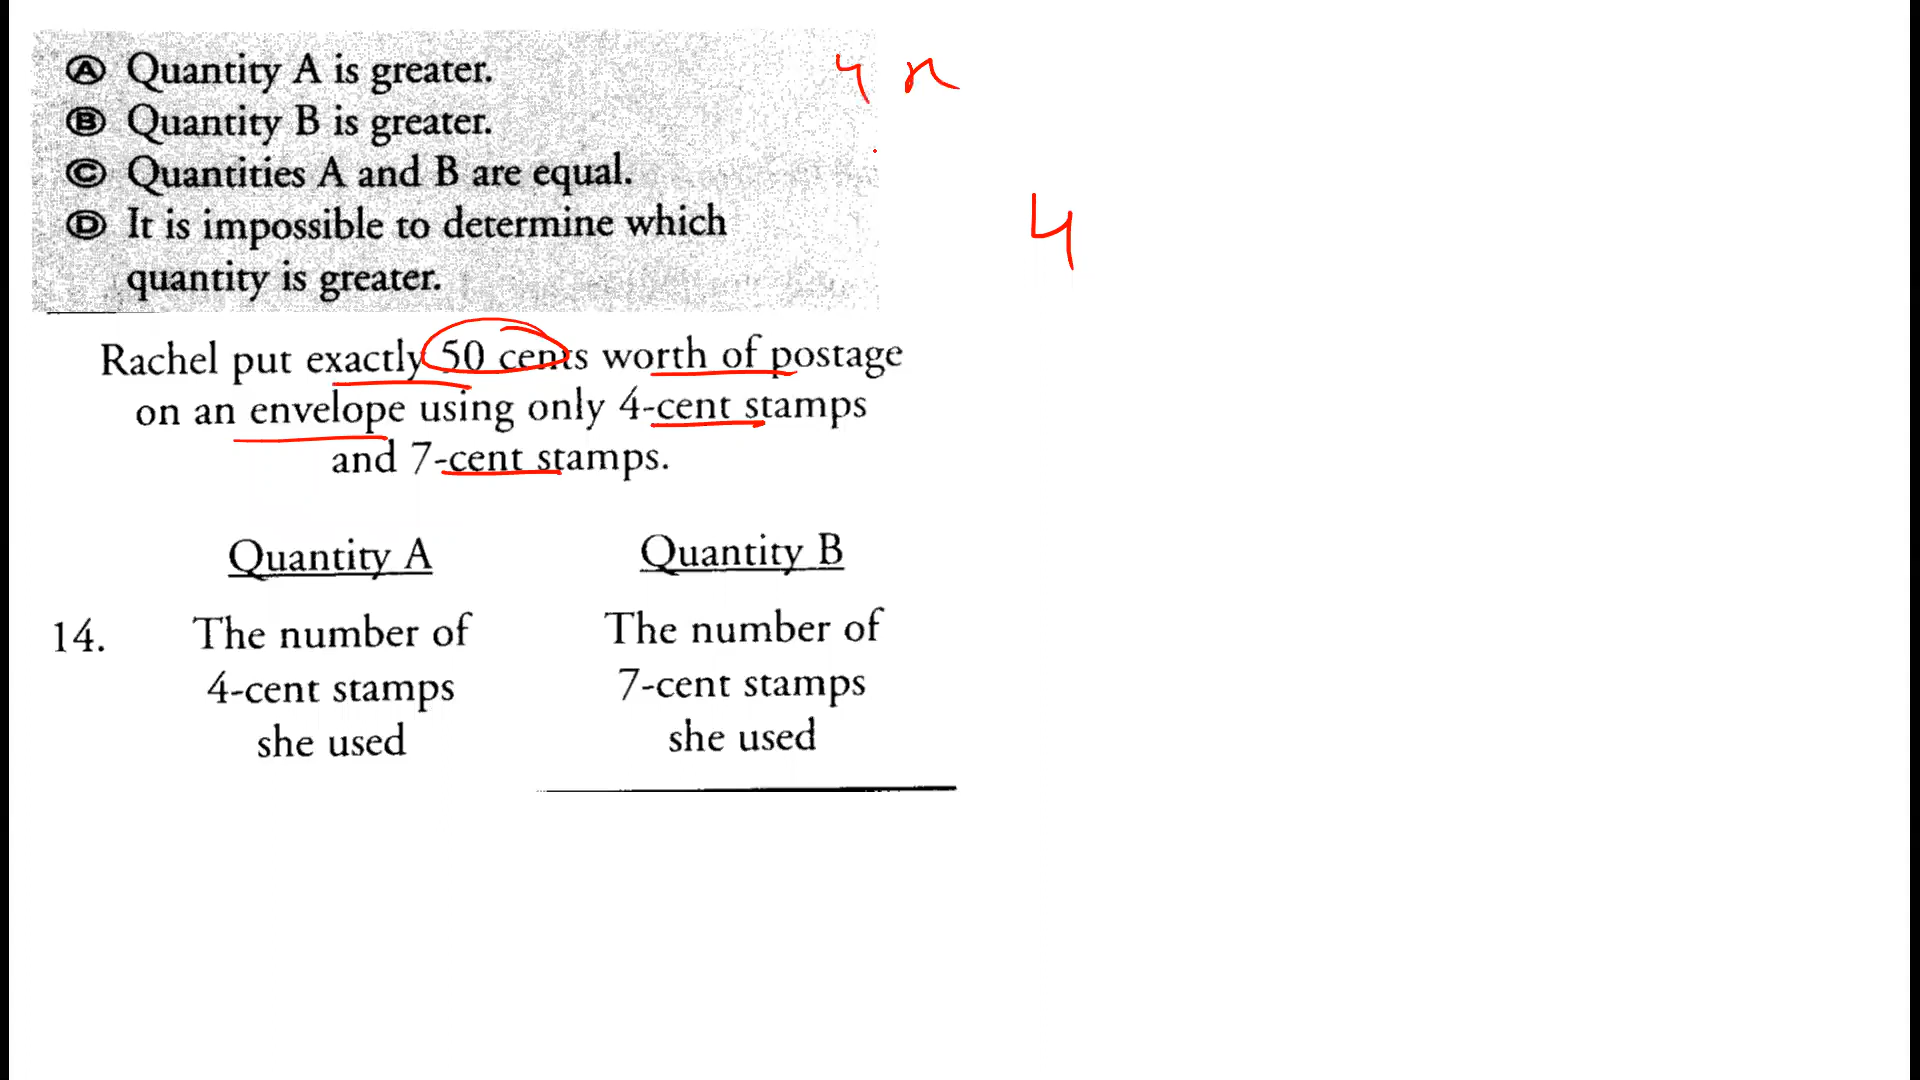 Ⓐ Quantity A is greater.
Ⓑ Quantity B is greater.
Ⓒ Quantities A and B are equal.
Ⓓ It is impossible to determine which
quantity is greater.
4 x
4
Rachel put exactly 50 cents worth of postage
on an envelope using only 4-cent stamps
and 7-cent stamps.
Quantity A Quantity B
14. The number of The number of
4-cent stamps 7-cent stamps
she used she used